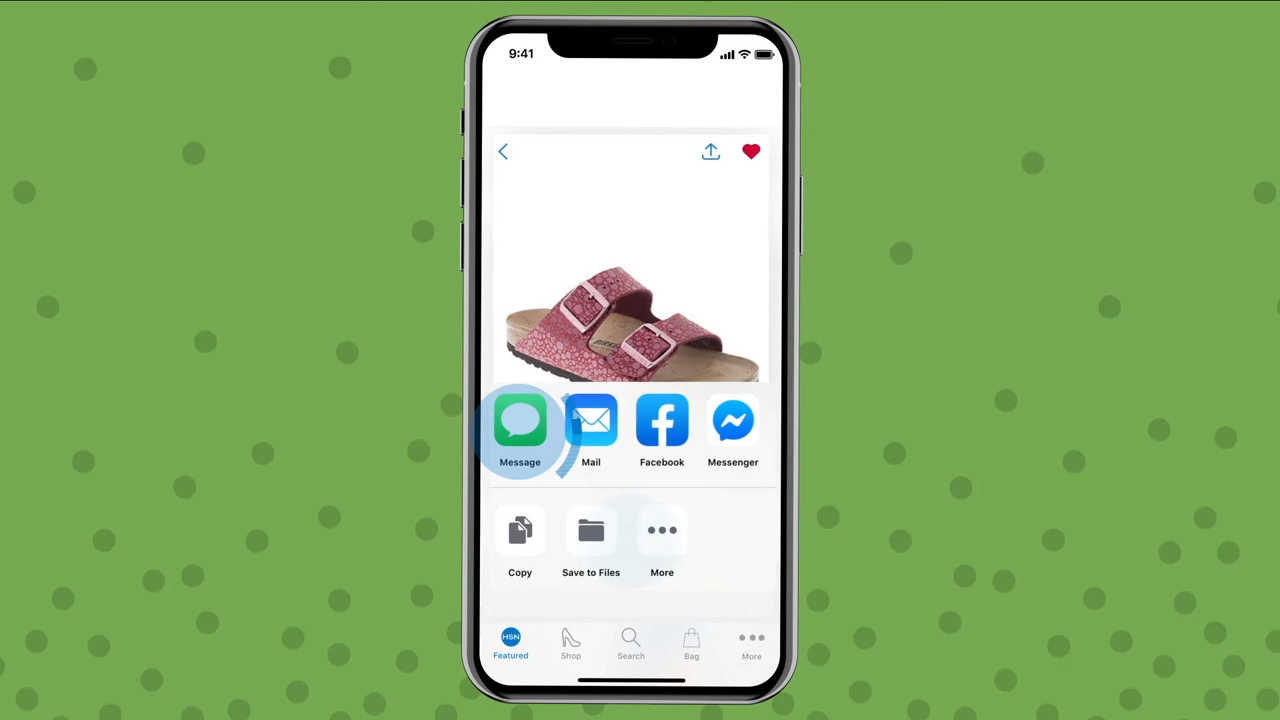 9:41
Message Mail Facebook Messenger
Copy Save to Files More
HSN
Featured Shop Search Bag More